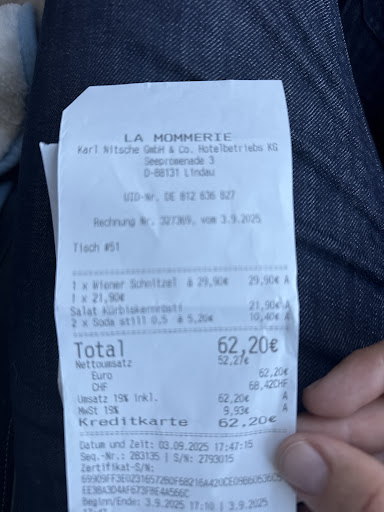 LA MOMMERIE
Karl Nitsche GmbH & Co. Hotelbetriebs KG
Seepromenade 3
D-88131 Lindau
UID-Nr. DE 812 636 827
Rechnung Nr. 327369, vom 3.9.2025
Tisch #51
1 x Wiener Schnitzel à 29,90€ 29,90€ A
1 x 21,90€
Salat 21,90€ A
2 x Soda still 0,5 à 5,20€ 10,40€ A
Total 62,20€
Nettoumsatz 52,27€
Euro 62,20€
CHF 68,42CHF
Umsatz 19% inkl. 62,20€ A
MwSt 19% 9,93€ A
Kreditkarte 62,20€
Datum und Zeit: 03.09.2025 17:47:15
Seq.-Nr.: 283135 | S/N: 2793015
Zertifikat-S/N:
Beginn/Ende: 3.9.2025 17:10 | 3.9.2025